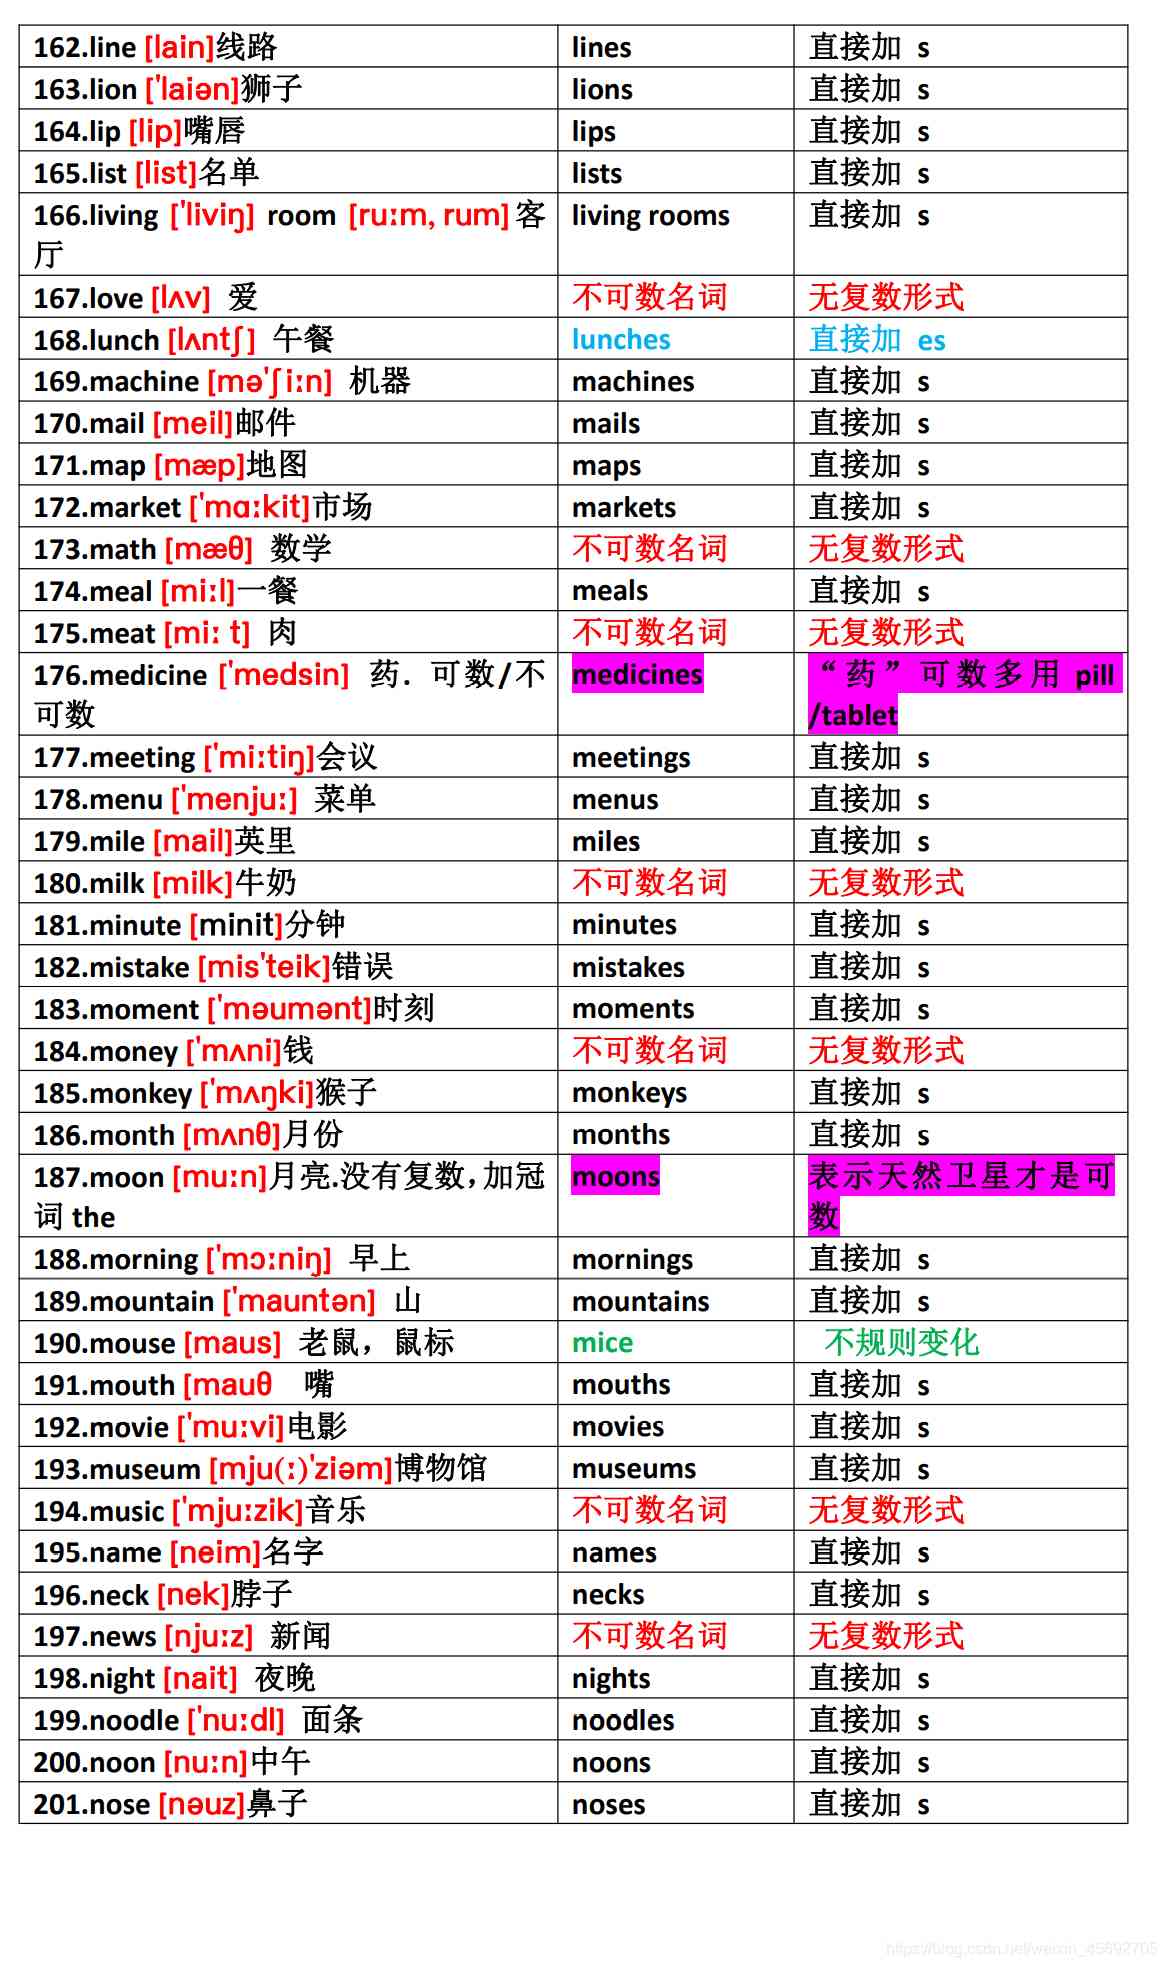 162.line [lain]线路 lines 直接加 s
163.lion ['laiən]狮子 lions 直接加 s
164.lip [lip]嘴唇 lips 直接加 s
165.list [list]名单 lists 直接加 s
166.living ['liviŋ] room [ru:m, rum]客 living rooms 直接加 s
厅
167.love [lʌv] 爱 不可数名词 无复数形式
168.lunch [lʌntʃ] 午餐 lunches 直接加 es
169.machine [mə'ʃi:n] 机器 machines 直接加 s
170.mail [meil]邮件 mails 直接加 s
171.map [mæp]地图 maps 直接加 s
172.market ['mɑ:kit]市场 markets 直接加 s
173.math [mæθ] 数学 不可数名词 无复数形式
174.meal [mi:l]一餐 meals 直接加 s
175.meat [mi: t] 肉 不可数名词 无复数形式
176.medicine ['medsin] 药. 可数/不 medicines “药”可数多用 pill
可数 /tablet
177.meeting ['mi:tiŋ]会议 meetings 直接加 s
178.menu ['menju:] 菜单 menus 直接加 s
179.mile [mail]英里 miles 直接加 s
180.milk [milk]牛奶 不可数名词 无复数形式
181.minute [minit]分钟 minutes 直接加 s
182.mistake [mis'teik]错误 mistakes 直接加 s
183.moment ['məumənt]时刻 moments 直接加 s
184.money ['mʌni]钱 不可数名词 无复数形式
185.monkey ['mʌŋki]猴子 monkeys 直接加 s
186.month [mʌnθ]月份 months 直接加 s
187.moon [mu:n]月亮.没有复数,加冠 moons 表示天然卫星才是可
词 the 数
188.morning ['mɔ:niŋ] 早上 mornings 直接加 s
189.mountain ['mauntən] 山 mountains 直接加 s
190.mouse [maus] 老鼠，鼠标 mice 不规则变化
191.mouth [mauθ 嘴 mouths 直接加 s
192.movie ['mu:vi]电影 movies 直接加 s
193.museum [mju(:)'ziəm]博物馆 museums 直接加 s
194.music ['mju:zik]音乐 不可数名词 无复数形式
195.name [neim]名字 names 直接加 s
196.neck [nek]脖子 necks 直接加 s
197.news [nju:z] 新闻 不可数名词 无复数形式
198.night [nait] 夜晚 nights 直接加 s
199.noodle ['nu:dl] 面条 noodles 直接加 s
200.noon [nu:n]中午 noons 直接加 s
201.nose [nəuz]鼻子 noses 直接加 s
https://blog.csdn.net/weixin_45692705